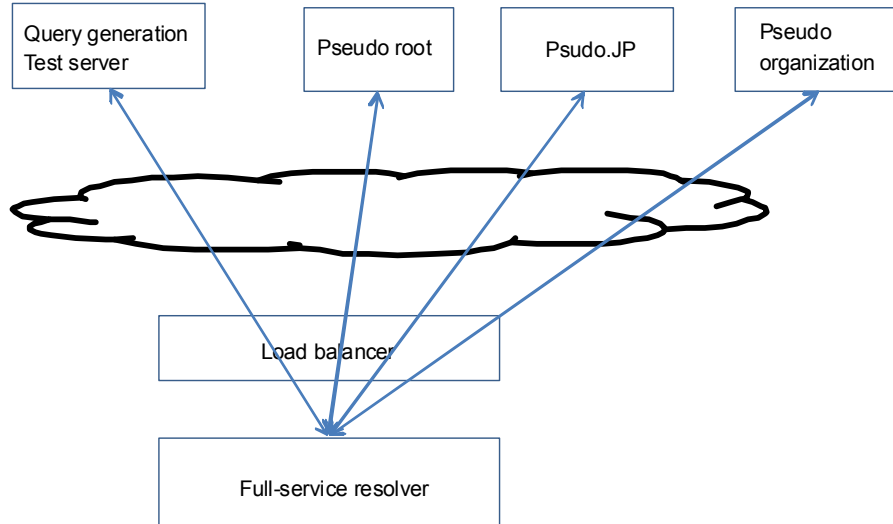 Query generation
Test server
Pseudo root
Psudo.JP
Pseudo
organization
Load balancer
Full-service resolver